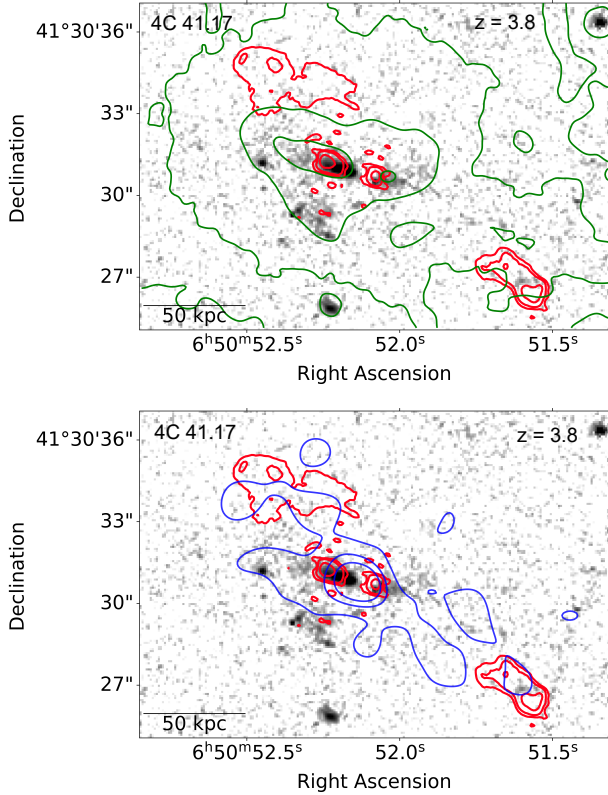 4C 41.17 z = 3.8
41°30'36"
33"
30"
27"
Declination
50 kpc
6ʰ50ᵐ52.5ˢ 52.0ˢ 51.5ˢ
Right Ascension
4C 41.17 z = 3.8
41°30'36"
33"
30"
27"
Declination
50 kpc
6ʰ50ᵐ52.5ˢ 52.0ˢ 51.5ˢ
Right Ascension